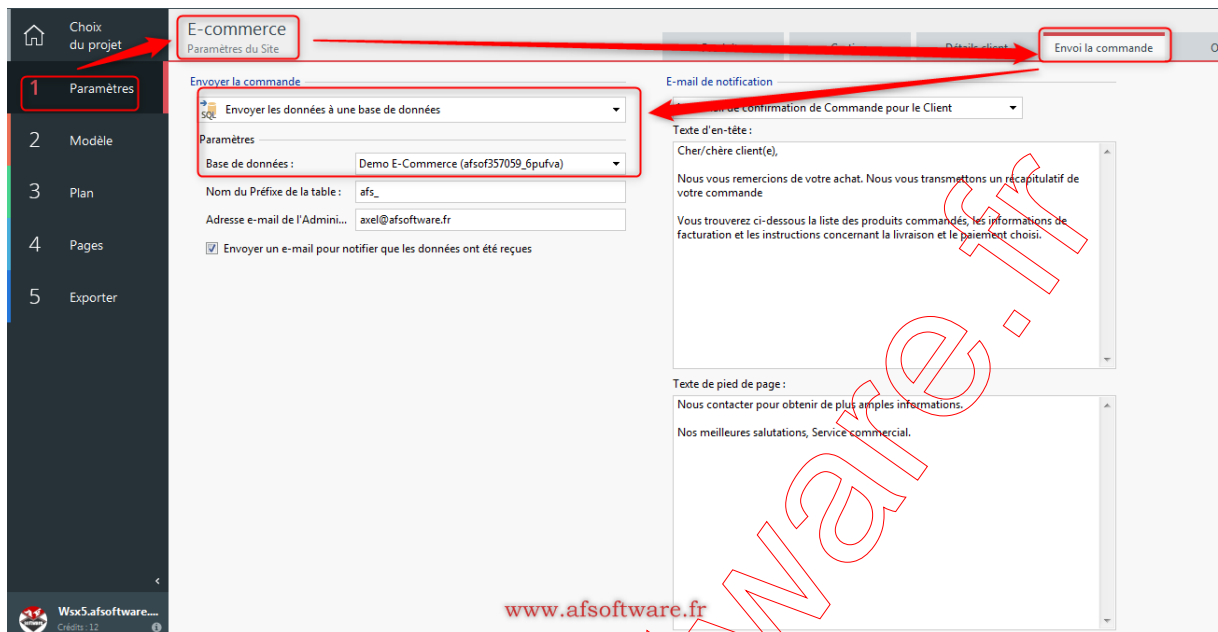 Choix
du projet
1 Paramètres
2 Modèle
3 Plan
4 Pages
5 Exporter
Wsx5.afsoftware....
Crédits : 12
E-commerce
Paramètres du Site
Détails client
Envoi la commande
O
Envoyer la commande
SQL
Envoyer les données à une base de données
Paramètres
Base de données :
Demo E-Commerce (afsof357059_6pufva)
Nom du Préfixe de la table :
afs_
Adresse e-mail de l'Admini...
axel@afsoftware.fr
Envoyer un e-mail pour notifier que les données ont été reçues
E-mail de notification
de confirmation de Commande pour le Client
Texte d'en-tête :
Cher/chère client(e),
Nous vous remercions de votre achat. Nous vous transmettons un récapitulatif de
votre commande
Vous trouverez ci-dessous la liste des produits commandés, les informations de
facturation et les instructions concernant la livraison et le paiement choisi.
Texte de pied de page :
Nous contacter pour obtenir de plus amples informations.
Nos meilleures salutations, Service commercial.
www.afsoftware.fr
ware.fr